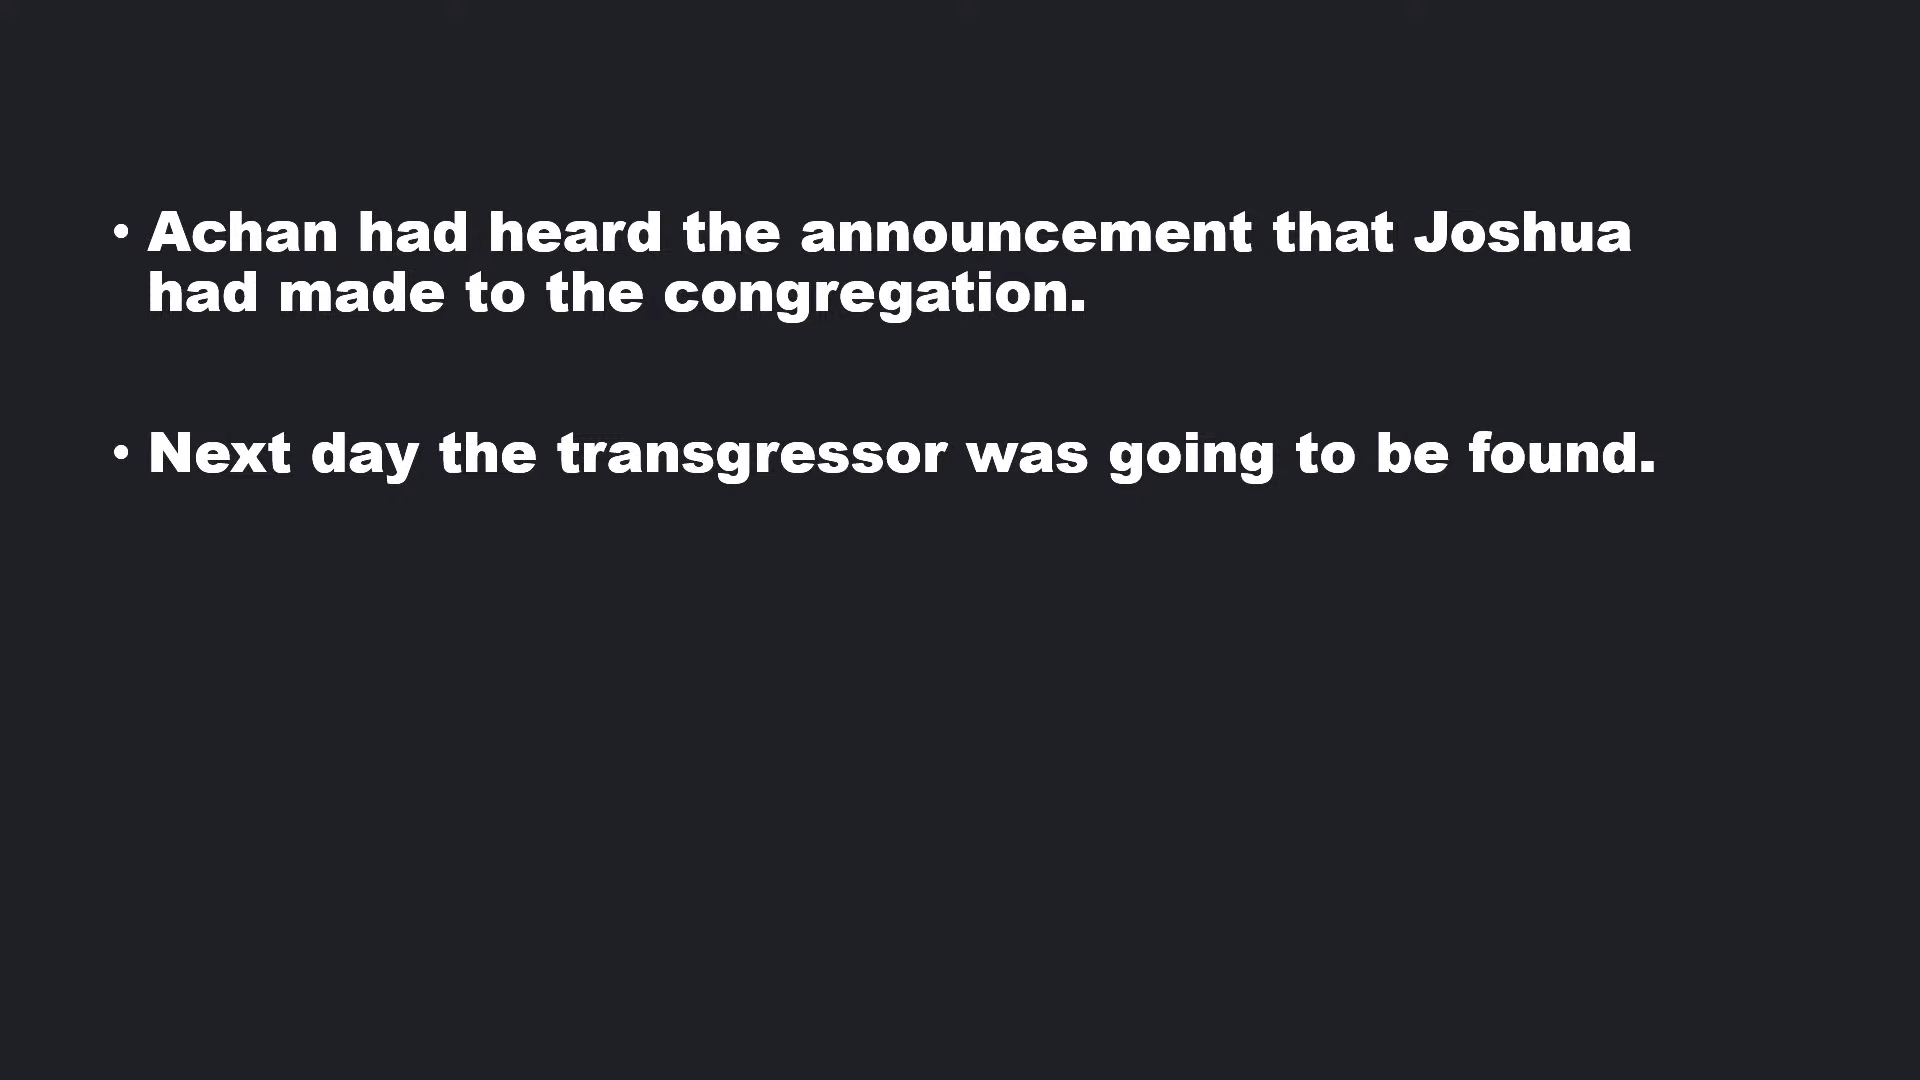 • Achan had heard the announcement that Joshua
had made to the congregation.
• Next day the transgressor was going to be found.